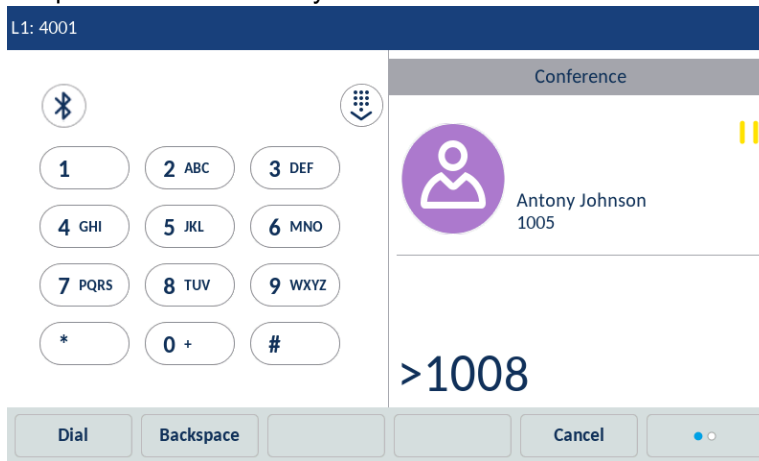 L1: 4001
Conference
1
2 ABC
3 DEF
Antony Johnson
1005
4 GHI
5 JKL
6 MNO
7 PQRS
8 TUV
9 WXYZ
*
0 +
#
>1008
Dial
Backspace
Cancel